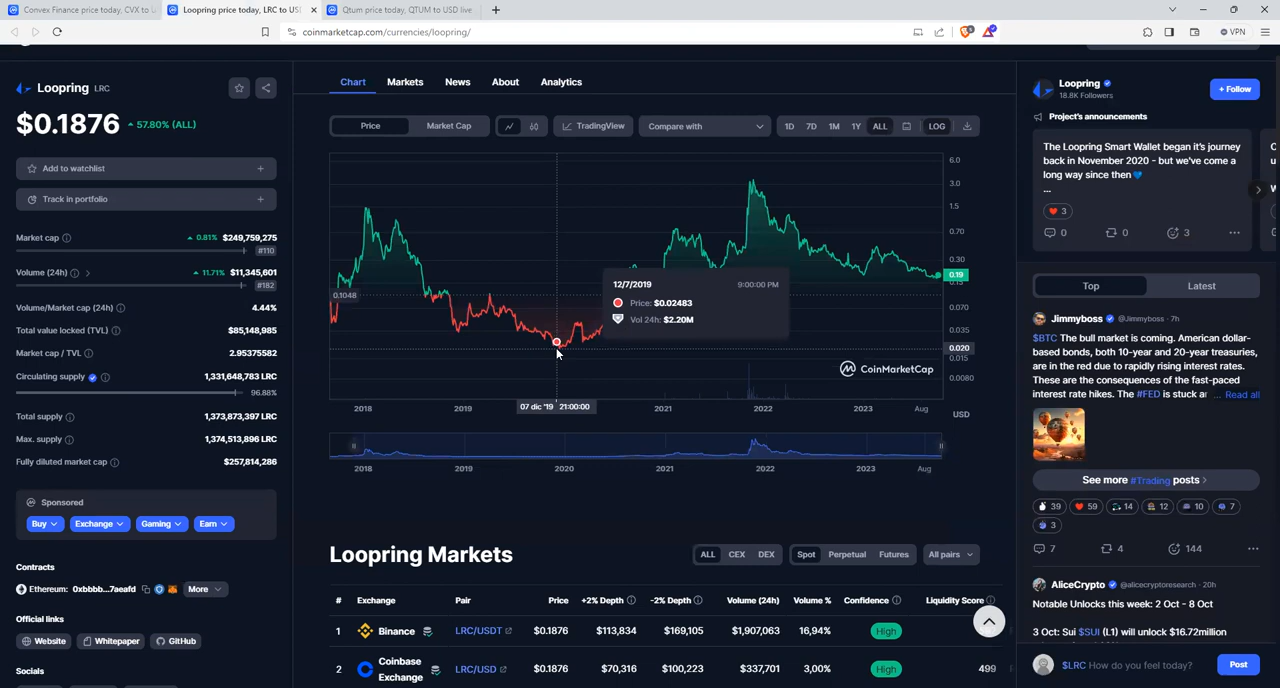 Convex Finance price today, CVX to U
Loopring price today, LRC to USD
Qtum price today, QTUM to USD live
coinmarketcap.com/currencies/loopring/
VPN
Loopring LRC
$0.1876 57.80% (ALL)
Add to watchlist
Track in portfolio
Market cap 0.81% $249,759,275
#110
Volume (24h) 11.71% $11,345,601
#182
Volume/Market cap (24h) 4.44%
Total value locked (TVL) $85,148,985
Market cap / TVL 2.95375582
Circulating supply 1,331,648,783 LRC
96.88%
Total supply 1,373,873,397 LRC
Max. supply 1,374,513,896 LRC
Fully diluted market cap $257,814,286
Sponsored
Buy Exchange Gaming Earn
Contracts
Ethereum: 0xbbbb...7aeafd More
Official links
Website Whitepaper GitHub
Socials
Chart Markets News About Analytics
Price Market Cap TradingView Compare with 1D 7D 1M 1Y ALL LOG
6.0
3.0
1.5
0.70
0.30
0.19
0.15
0.1048
0.070
0.035
0.020
0.015
0.0080
12/7/2019 9:00:00 PM
Price: $0.02483
Vol 24h: $2.20M
CoinMarketCap
2018 2019 07 dic '19 21:00:00 2021 2022 2023 Aug
USD
2018 2019 2020 2021 2022 2023 Aug
Loopring Markets
ALL CEX DEX Spot Perpetual Futures All pairs
# Exchange Pair Price +2% Depth -2% Depth Volume (24h) Volume % Confidence Liquidity Score
1 Binance LRC/USDT $0.1876 $113,834 $169,105 $1,907,063 16,94% High
2 Coinbase Exchange LRC/USD $0.1876 $70,316 $100,223 $337,701 3,00% High 499
Loopring
18.8K Followers
+ Follow
Project's announcements
The Loopring Smart Wallet began it's journey
back in November 2020 - but we've come a
long way since then
...
3
0 0 3
Top Latest
Jimmyboss @Jimmyboss · 7h
$BTC The bull market is coming. American dollar-
based bonds, both 10-year and 20-year treasuries,
are in the red due to rapidly rising interest rates.
These are the consequences of the fast-paced
interest rate hikes. The #FED is stuck ar ... Read all
See more #Trading posts
39 59 14 12 10 7
3
7 4 144
AliceCrypto @alicecryptoresearch · 20h
Notable Unlocks this week: 2 Oct - 8 Oct
3 Oct: Sui $SUI (L1) will unlock $16.72million
$LRC How do you feel today?
Post